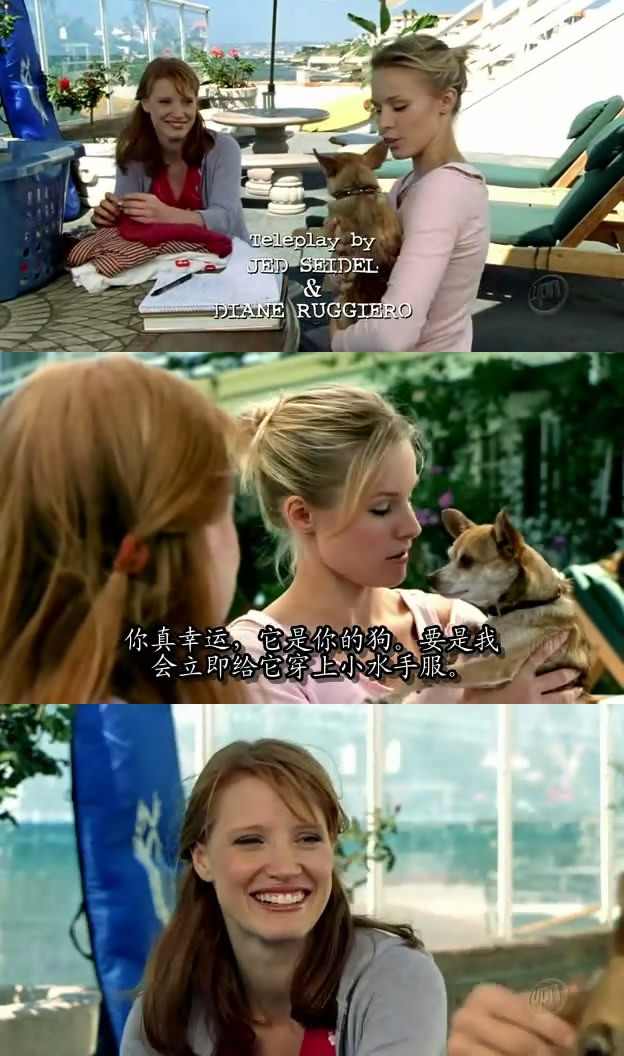 Teleplay by
JED SEIDEL
&
DIANE RUGGIERO
你真幸运，它是你的狗。要是我
会立即给它穿上小水手服。
UPN